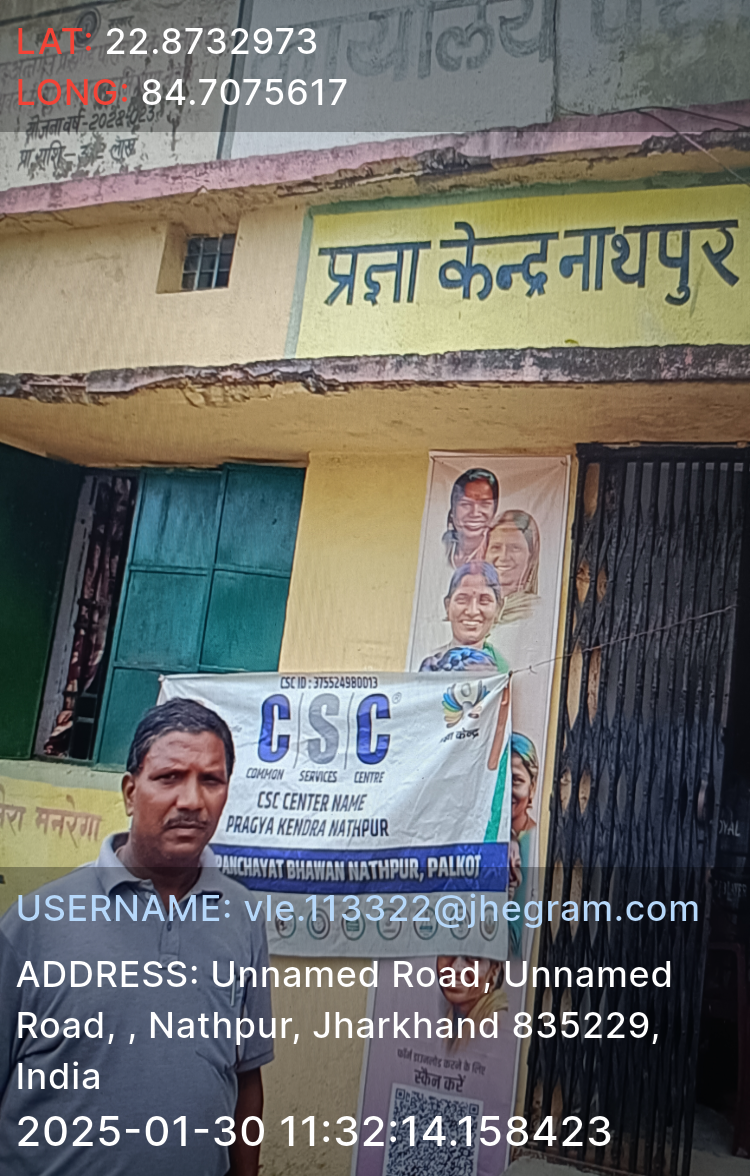 LAT: 22.8732973
LONG: 84.7075617
प्रज्ञा केन्द्र नाथपुर
CSC ID : 375524980013
CSC
COMMON SERVICES CENTRE
केन्द्र
CSC CENTER NAME
PRAGYA KENDRA NATHPUR
PANCHAYAT BHAWAN NATHPUR, PALKOT
मनरेगा
USERNAME: vle.113322@jhegram.com
ADDRESS: Unnamed Road, Unnamed
Road, , Nathpur, Jharkhand 835229,
India
2025-01-30 11:32:14.158423
फॉर्म डाउनलोड करने के लिए
स्कैन करें